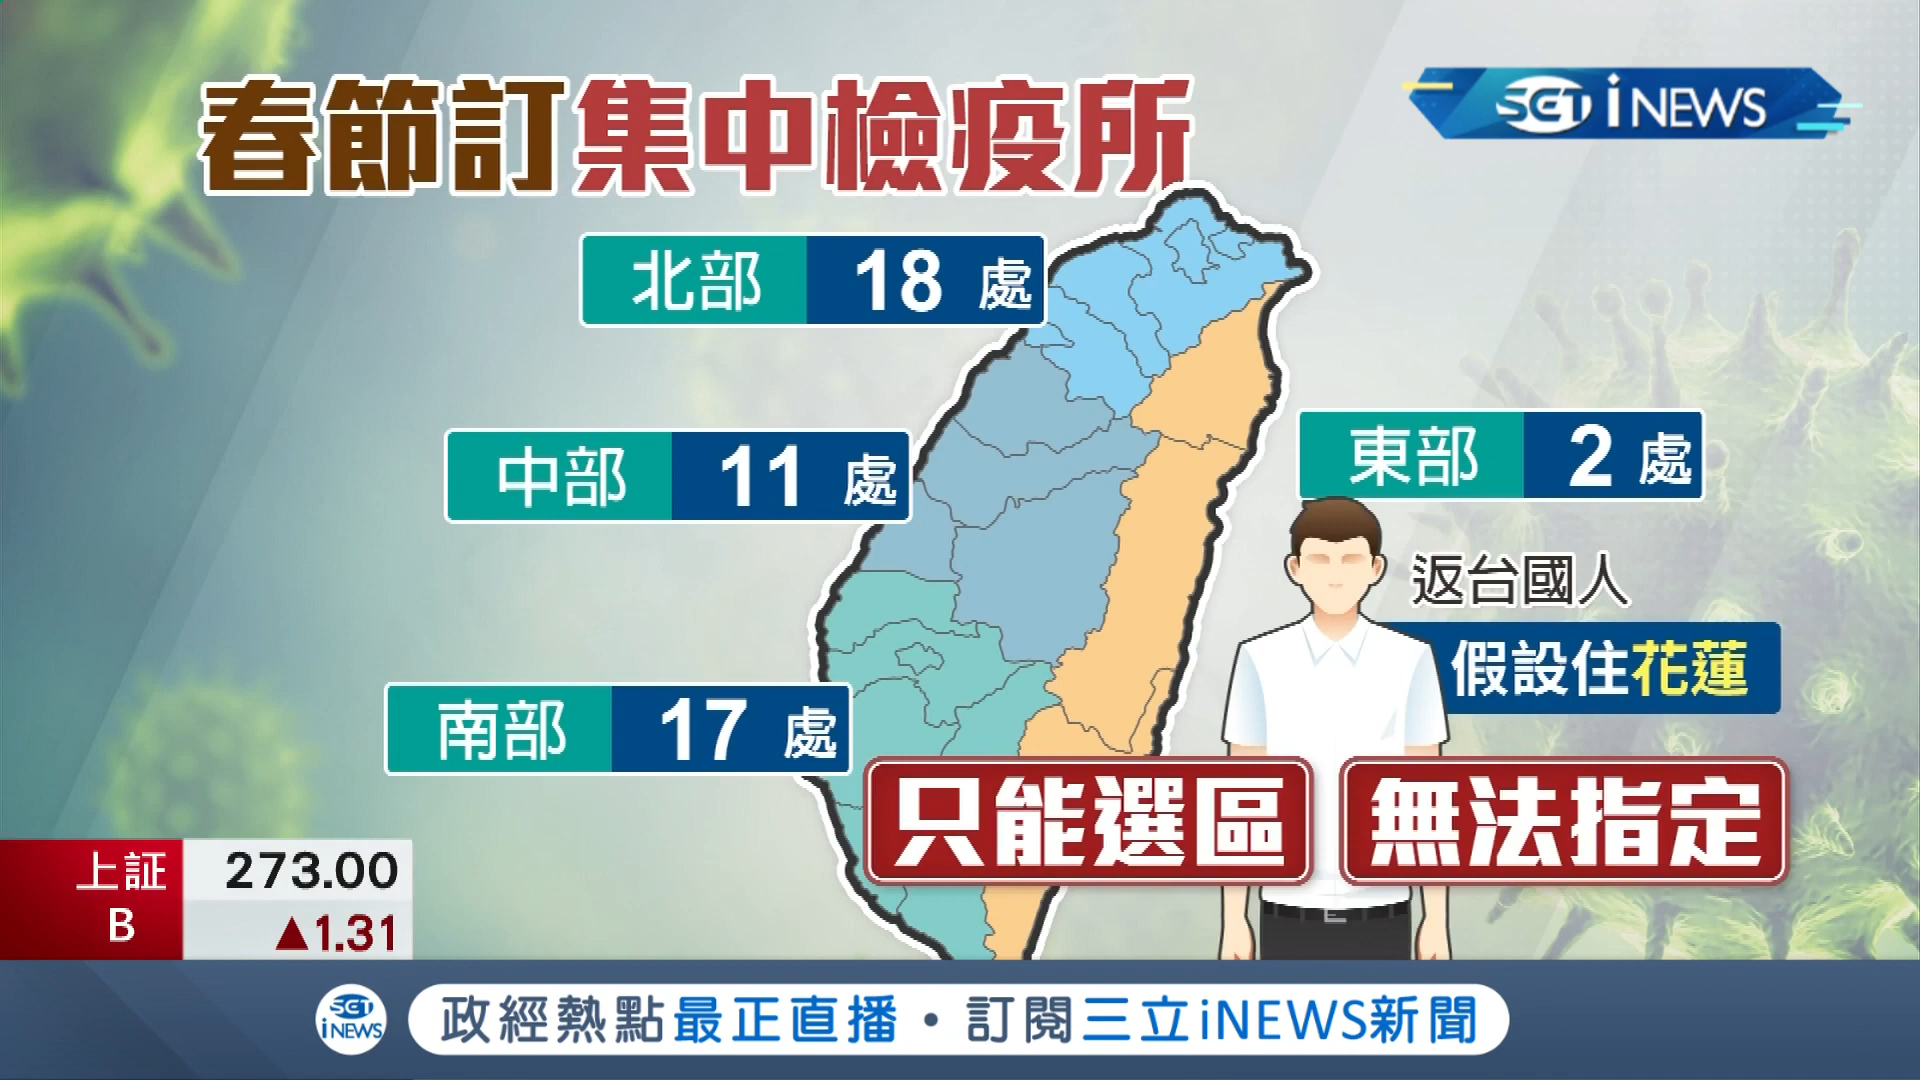 春節訂集中檢疫所
SET iNEWS
北部 18 處
中部 11 處
東部 2 處
返台國人
假設住花蓮
南部 17 處
只能選區 無法指定
上証 273.00
B ▲1.31
SET iNEWS
政經熱點最正直播・訂閱三立iNEWS新聞